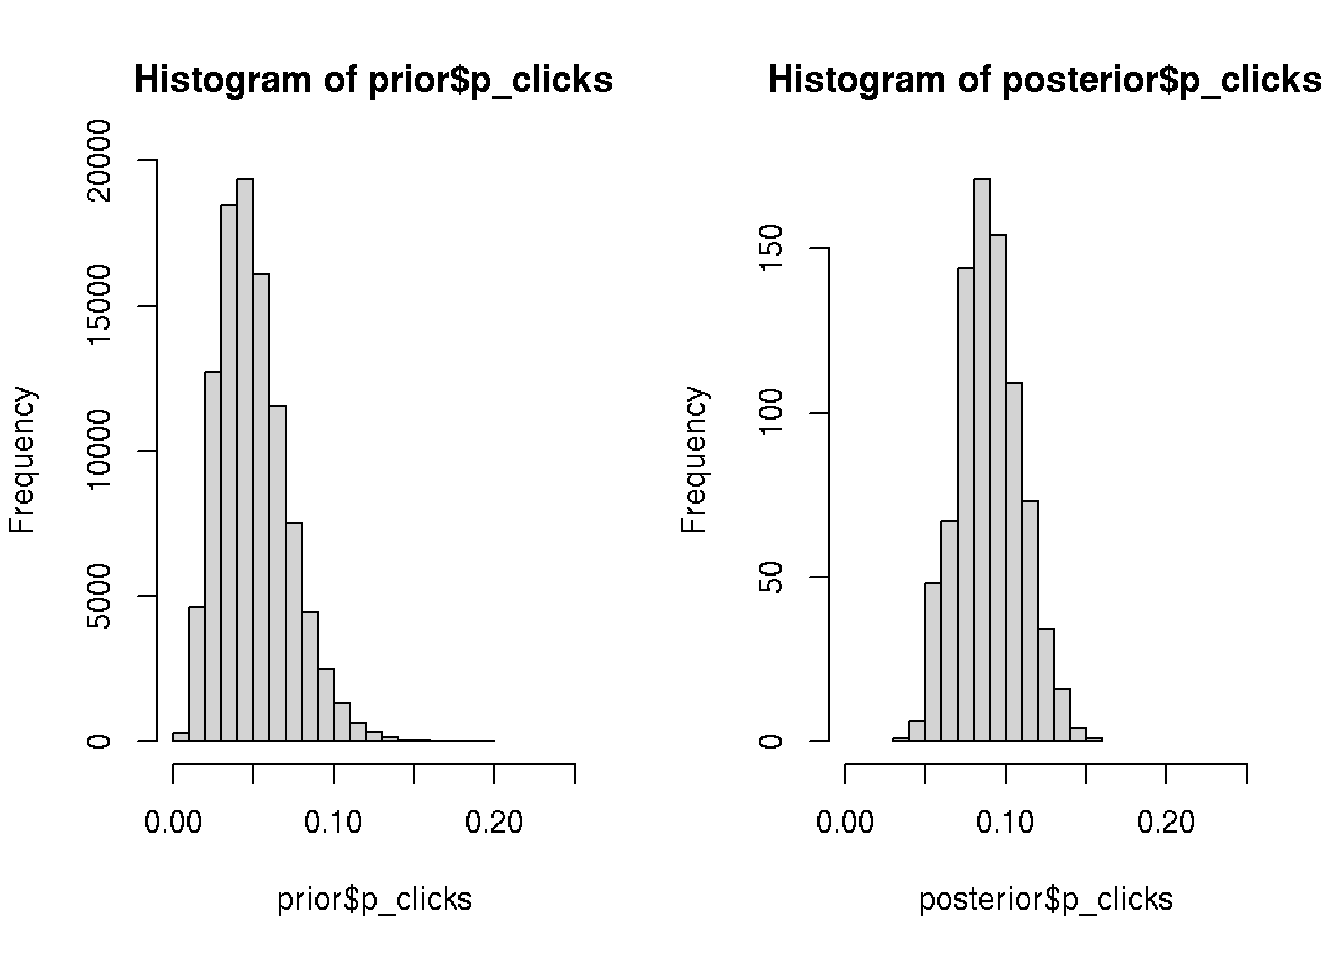 Histogram of prior$p_clicks
Frequency
20000
15000
10000
5000
0
0.00 0.10 0.20
prior$p_clicks
Histogram of posterior$p_clicks
Frequency
150
100
50
0
0.00 0.10 0.20
posterior$p_clicks